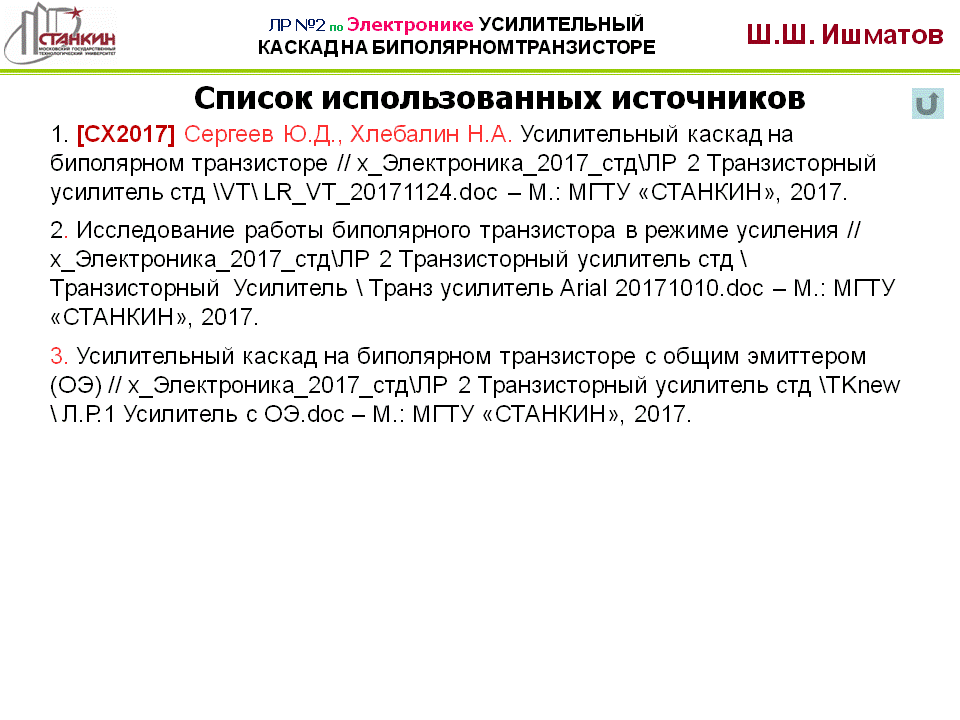 СТАНКИН
МОСКОВСКИЙ ГОСУДАРСТВЕННЫЙ
ТЕХНОЛОГИЧЕСКИЙ УНИВЕРСИТЕТ
ЛР №2 по Электронике УСИЛИТЕЛЬНЫЙ
КАСКАД НА БИПОЛЯРНОМ ТРАНЗИСТОРЕ
Ш.Ш. Ишматов
Список использованных источников
1. [СХ2017] Сергеев Ю.Д., Хлебалин Н.А. Усилительный каскад на
биполярном транзисторе // x_Электроника_2017_стд\ЛР 2 Транзисторный
усилитель стд \VT\ LR_VT_20171124.doc – М.: МГТУ «СТАНКИН», 2017.
2. Исследование работы биполярного транзистора в режиме усиления //
x_Электроника_2017_стд\ЛР 2 Транзисторный усилитель стд \
Транзисторный Усилитель \ Транз усилитель Arial 20171010.doc – М.: МГТУ
«СТАНКИН», 2017.
3. Усилительный каскад на биполярном транзисторе с общим эмиттером
(ОЭ) // x_Электроника_2017_стд\ЛР 2 Транзисторный усилитель стд \TKnew
\ Л.Р.1 Усилитель с ОЭ.doc – М.: МГТУ «СТАНКИН», 2017.